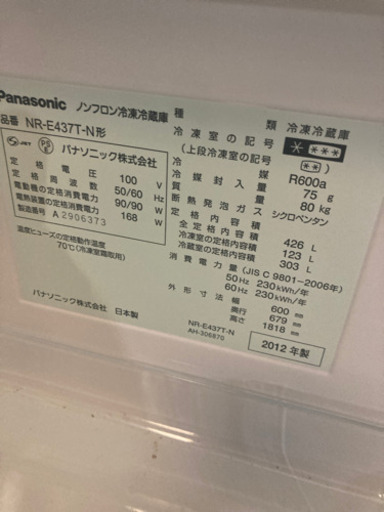 Panasonic ノンフロン冷凍冷蔵庫
品番 NR-E437T-N形
JET PSE パナソニック株式会社
定格電圧 100 V
定格周波数 50/60 Hz
電動機の定格消費電力 90/90 W
電熱装置の定格消費電力 168 W
製造番号 A 2906373
温度ヒューズの定格動作温度
70℃(冷凍室霜取用)
パナソニック株式会社 日本製
種類 冷凍冷蔵庫
冷凍室の記号 * ***
(上段冷凍室の記号) (**)
冷媒 R600a
冷媒封入量 75 g
質量 80 kg
断熱発泡ガス シクロペンタン
定格内容積
全定格内容積 426 L
冷凍室の定格内容積 123 L
冷蔵室の定格内容積 303 L
消費電力量 (JIS C 9801-2006年)
50Hz 230kWh/年
60Hz 230kWh/年
外形寸法 幅 600 mm
奥行 679 mm
高さ 1818 mm
NR-E437T-N
AH-306870
2012年製